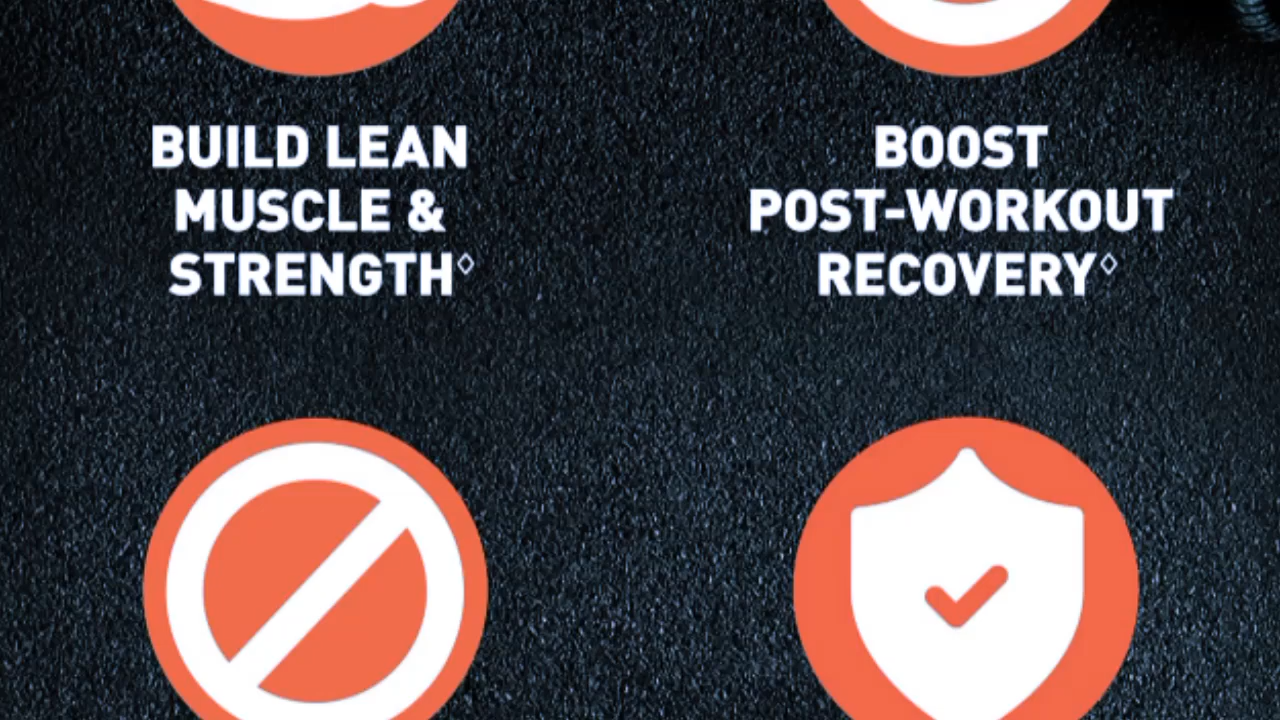 BUILD LEAN
MUSCLE &
STRENGTH◊
BOOST
POST-WORKOUT
RECOVERY◊